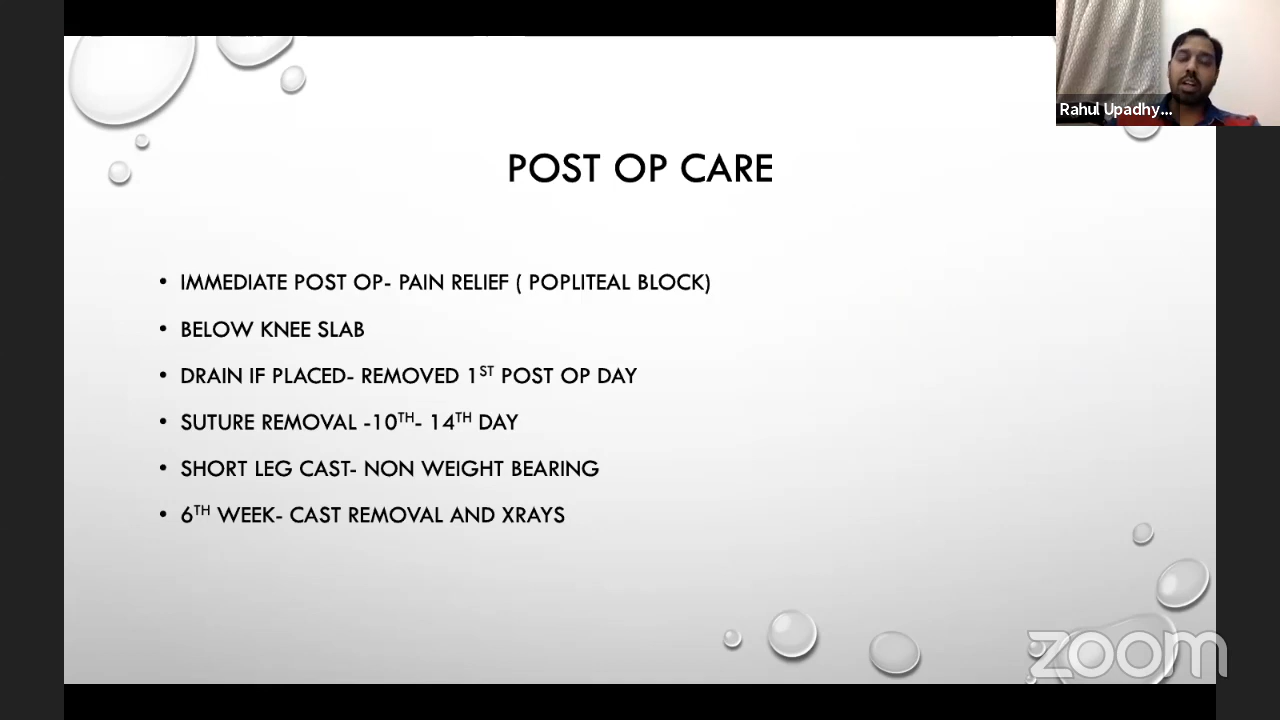 Rahul Upadhy...
POST OP CARE
• IMMEDIATE POST OP- PAIN RELIEF ( POPLITEAL BLOCK)
• BELOW KNEE SLAB
• DRAIN IF PLACED- REMOVED 1ST POST OP DAY
• SUTURE REMOVAL -10TH- 14TH DAY
• SHORT LEG CAST- NON WEIGHT BEARING
• 6TH WEEK- CAST REMOVAL AND XRAYS
zoom